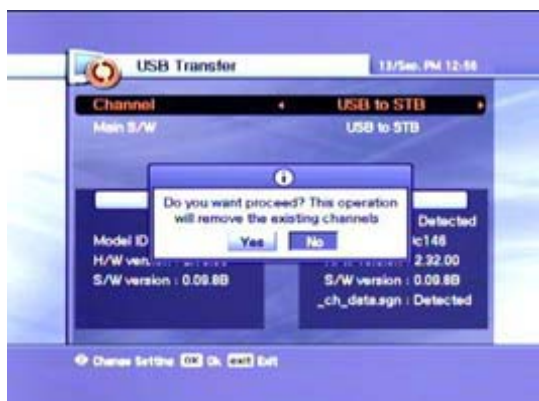 USB Transfer
13/Sep. PM 12:56
Channel USB to STB
Main S/W USB to STB
Do you want proceed? This operation
will remove the existing channels
Yes No
Detected
Model ID
H/W ver 2.32.00
S/W version : 0.09.8B S/W version : 0.09.8B
_ch_data.sgn : Detected
Change Setting OK Ok exit Exit